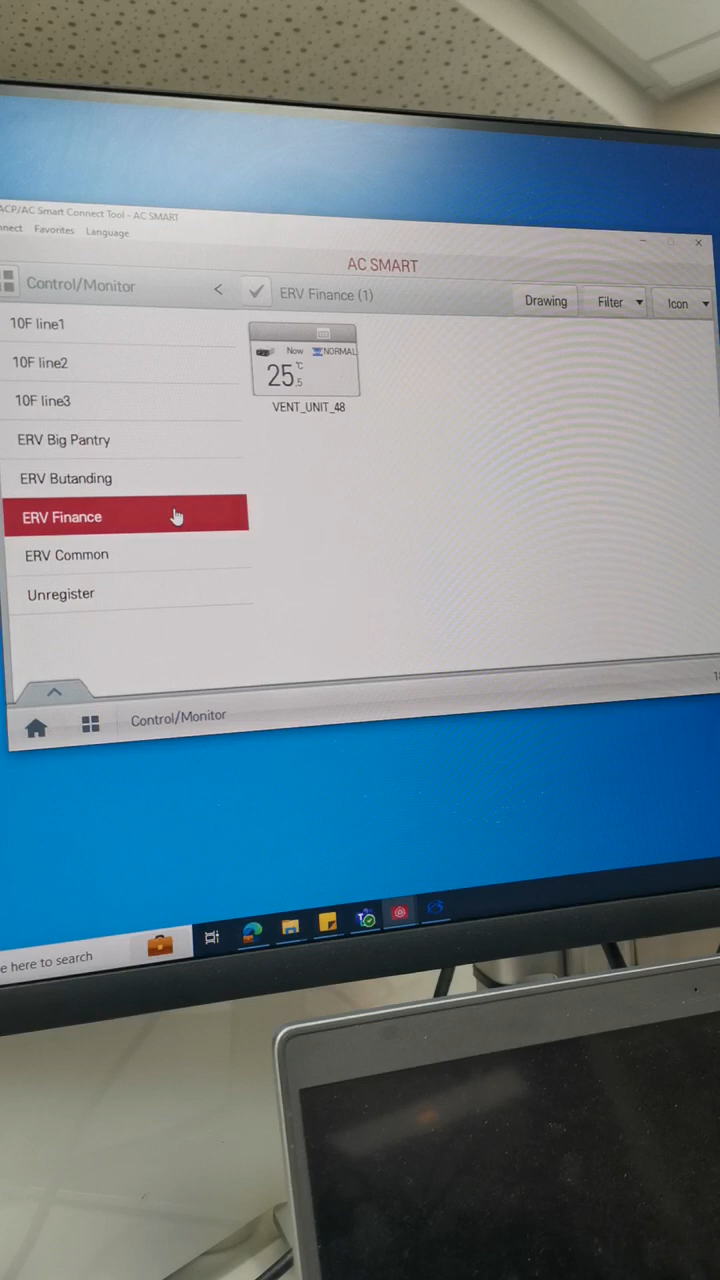 ACP/AC Smart Connect Tool - AC SMART
Favorites Language
AC SMART
Control/Monitor
<
ERV Finance (1)
Drawing
Filter
Icon
10F line1
10F line2
10F line3
ERV Big Pantry
ERV Butanding
ERV Finance
ERV Common
Unregister
Now NORMAL
25.5 ℃
VENT_UNIT_48
Control/Monitor
here to search